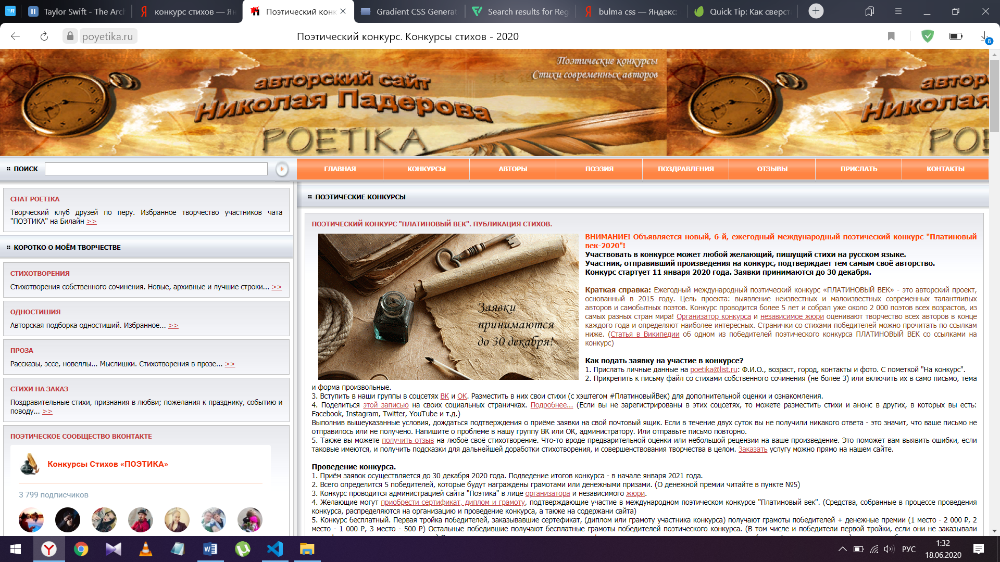 Taylor Swift - The Arch
конкурс стихов — Ян
Поэтический конк
Gradient CSS Generat
Search results for Reg
bulma css — Яндекс:
Quick Tip: Как сверст
poyetika.ru
Поэтический конкурс. Конкурсы стихов - 2020
8
Поэтические конкурсы
Стихи современных авторов
авторский сайт
Николая Падерова
POETIKA
автор
Николая
POE
ПОИСК
ГЛАВНАЯ
КОНКУРСЫ
АВТОРЫ
ПОЭЗИЯ
ПОЗДРАВЛЕНИЯ
ОТЗЫВЫ
ПРИСЛАТЬ
КОНТАКТЫ
CHAT POETIKA
Творческий клуб друзей по перу. Избранное творчество участников чата
"ПОЭТИКА" на Билайн >>
КОРОТКО О МОЁМ ТВОРЧЕСТВЕ
СТИХОТВОРЕНИЯ
Стихотворения собственного сочинения. Новые, архивные и лучшие строки... >>
ОДНОСТИШИЯ
Авторская подборка одностиший. Избранное... >>
ПРОЗА
Рассказы, эссе, новеллы... Мыслишки. Стихотворения в прозе... >>
СТИХИ НА ЗАКАЗ
Поздравительные стихи, признания в любви; пожелания к празднику, событию и
поводу... >>
ПОЭТИЧЕСКОЕ СООБЩЕСТВО ВКОНТАКТЕ
Конкурсы Стихов «ПОЭТИКА»
3 799 подписчиков
ПОЭТИЧЕСКИЕ КОНКУРСЫ
ПОЭТИЧЕСКИЙ КОНКУРС "ПЛАТИНОВЫЙ ВЕК". ПУБЛИКАЦИЯ СТИХОВ.
Заявки
принимаются
до 30 декабря!
ВНИМАНИЕ! Объявляется новый, 6-й, ежегодный международный поэтический конкурс "Платиновый
век-2020"!
Участвовать в конкурсе может любой желающий, пишущий стихи на русском языке.
Участник, отправивший произведения на конкурс, подтверждает тем самым своё авторство.
Конкурс стартует 11 января 2020 года. Заявки принимаются до 30 декабря.
Краткая справка: Ежегодный международный поэтический конкурс «ПЛАТИНОВЫЙ ВЕК» - это авторский проект,
основанный в 2015 году. Цель проекта: выявление неизвестных и малоизвестных современных талантливых
авторов и самобытных поэтов. Конкурс проводится более 5 лет и собрал уже около 2 000 поэтов всех возрастов, из
самых разных стран мира! Организатор конкурса и независимое жюри оценивают творчество всех авторов в конце
каждого года и определяют наиболее интересных. Странички со стихами победителей можно прочитать по ссылкам
ниже. (Статья в Википедии об одном из победителей поэтического конкурса ПЛАТИНОВЫЙ ВЕК со ссылками на
конкурс)
Как подать заявку на участие в конкурсе?
1. Прислать личные данные на poetika@list.ru: Ф.И.О., возраст, город, контакты и фото. С пометкой "На конкурс".
2. Прикрепить к письму файл со стихами собственного сочинения (не более 3) или включить их в само письмо, тема
и форма произвольные.
3. Вступить в наши группы в соцсетях ВК и ОК. Разместить в них свои стихи (с хэштегом #ПлатиновыйВек) для дополнительной оценки и ознакомления.
4. Поделиться этой записью на своих социальных страничках. Подробнее... (Если вы не зарегистрированы в этих соцсетях, то можете разместить стихи и анонс в других, в которых вы есть:
Facebook, Instagram, Twitter, YouTube и т.д.)
Выполнив вышеуказанные условия, дождаться подтверждения о приёме заявки на свой почтовый ящик. Если в течение двух суток вы не получили никакого ответа - это значит, что ваше письмо не
отправилось или не получено. Напишите о проблеме в нашу группу ВК или ОК, администратору. Или отправьте письмо повторно.
5. Также вы можете получить отзыв на любоё своё стихотворение. Что-то вроде предварительной оценки или небольшой рецензии на ваше произведение. Это поможет вам выявить ошибки, если
таковые имеются, и получить подсказки для дальнейшей доработки стихотворения, и совершенствования творчества в целом. Заказать услугу можно прямо на нашем сайте.
Проведение конкурса.
1. Приём заявок осуществляется до 30 декабря 2020 года. Подведение итогов конкурса - в начале января 2021 года.
2. Всего определится 5 победителей, которые будут награждены грамотами или денежными призами. (О денежной премии читайте в пункте №5)
3. Конкурс проводится администрацией сайта "Поэтика" в лице организатора и независимого жюри.
4. Желающие могут приобрести сертификат, диплом и грамоту, подтверждающие участие в международном поэтическом конкурсе "Платиновый век". (Средства, собранные в процессе проведения
конкурса, распределяются на организацию и проведение конкурса, а также на содержани сайта)
5. Конкурс бесплатный. Первая тройка победителей, заказывавшие сертефикат, (диплом или грамоту участника конкурса) получают грамоты победителей + денежные премии (1 место - 2 000 ₽, 2
место - 1 000 ₽, 3 место - 500 ₽) Остальные победившие получают бесплатные грамоты победителей поэтического конкурса. (В том числе и победители первой тройки, если они не заказывали
РУС
1:32
18.06.2020